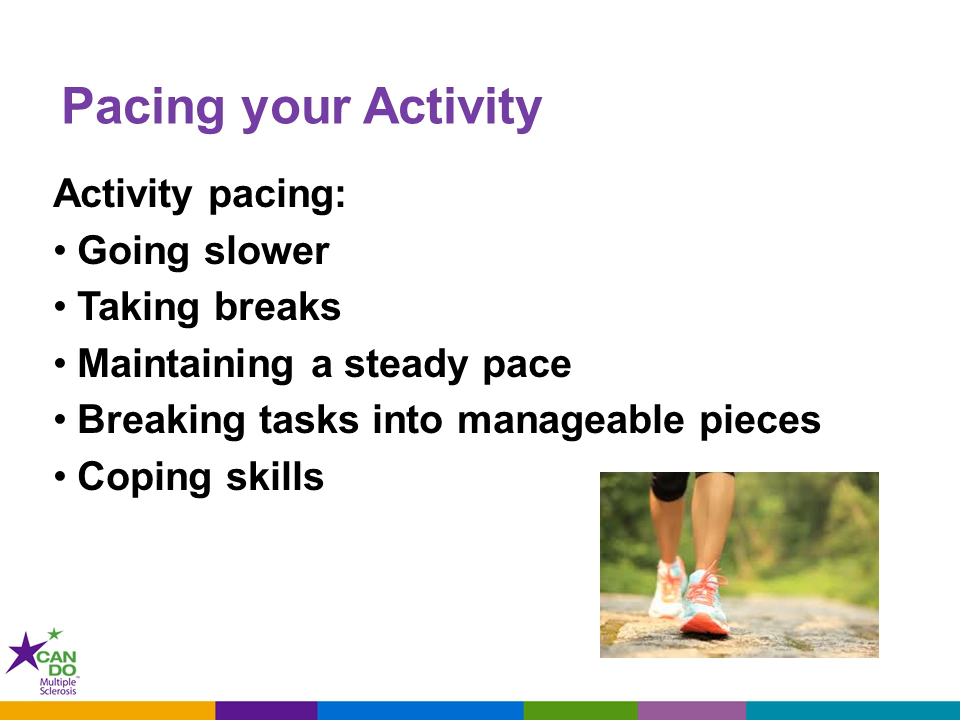 Pacing your Activity
Activity pacing:
• Going slower
• Taking breaks
• Maintaining a steady pace
• Breaking tasks into manageable pieces
• Coping skills
CAN
DO™
Multiple
Sclerosis